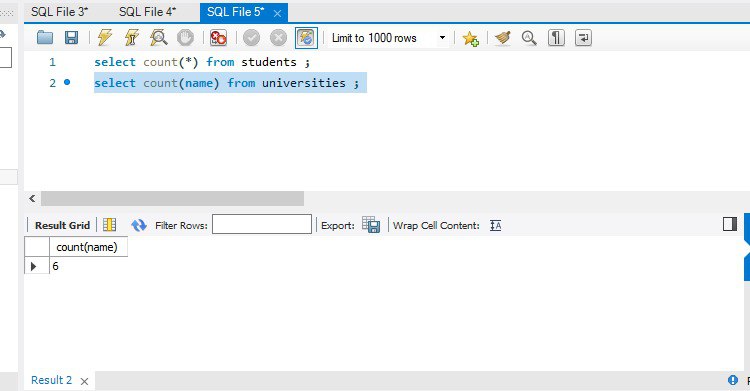 SQL File 3* SQL File 4* SQL File 5*
Limit to 1000 rows
1 select count(*) from students ;
2 select count(name) from universities ;
Result Grid Filter Rows: Export: Wrap Cell Content:
count(name)
6
Result 2